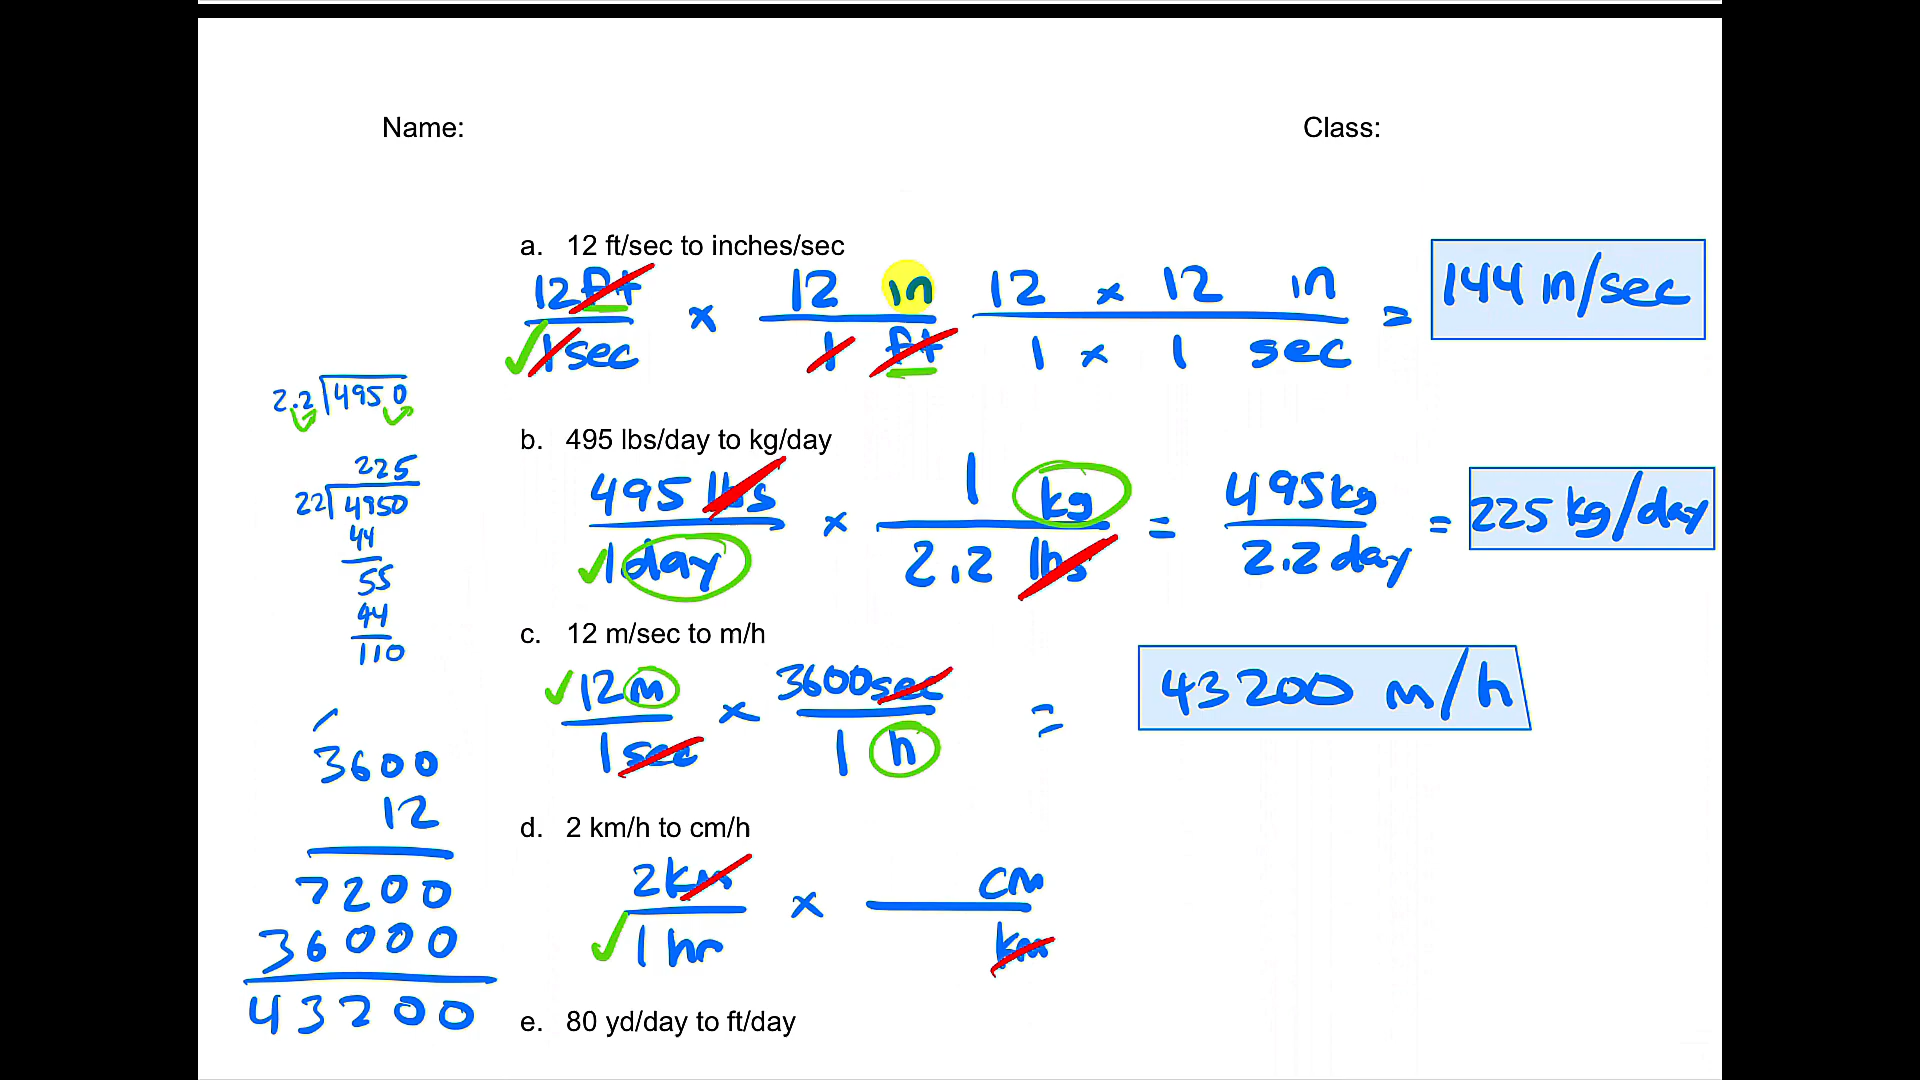 Name: Class:
a. 12 ft/sec to inches/sec
12 ft / 1 sec × 12 in / 1 ft 12 × 12 in / 1 × 1 sec = 144 in/sec
2.2 4950
b. 495 lbs/day to kg/day
495 lbs / 1 day × 1 kg / 2.2 lbs = 495 kg / 2.2 day = 225 kg/day
225
22 4950
44
55
44
110
c. 12 m/sec to m/h
12 m / 1 sec × 3600 sec / 1 h = 43200 m/h
3600
12
7200
36000
43200
d. 2 km/h to cm/h
2 km / 1 hr × cm / km
e. 80 yd/day to ft/day